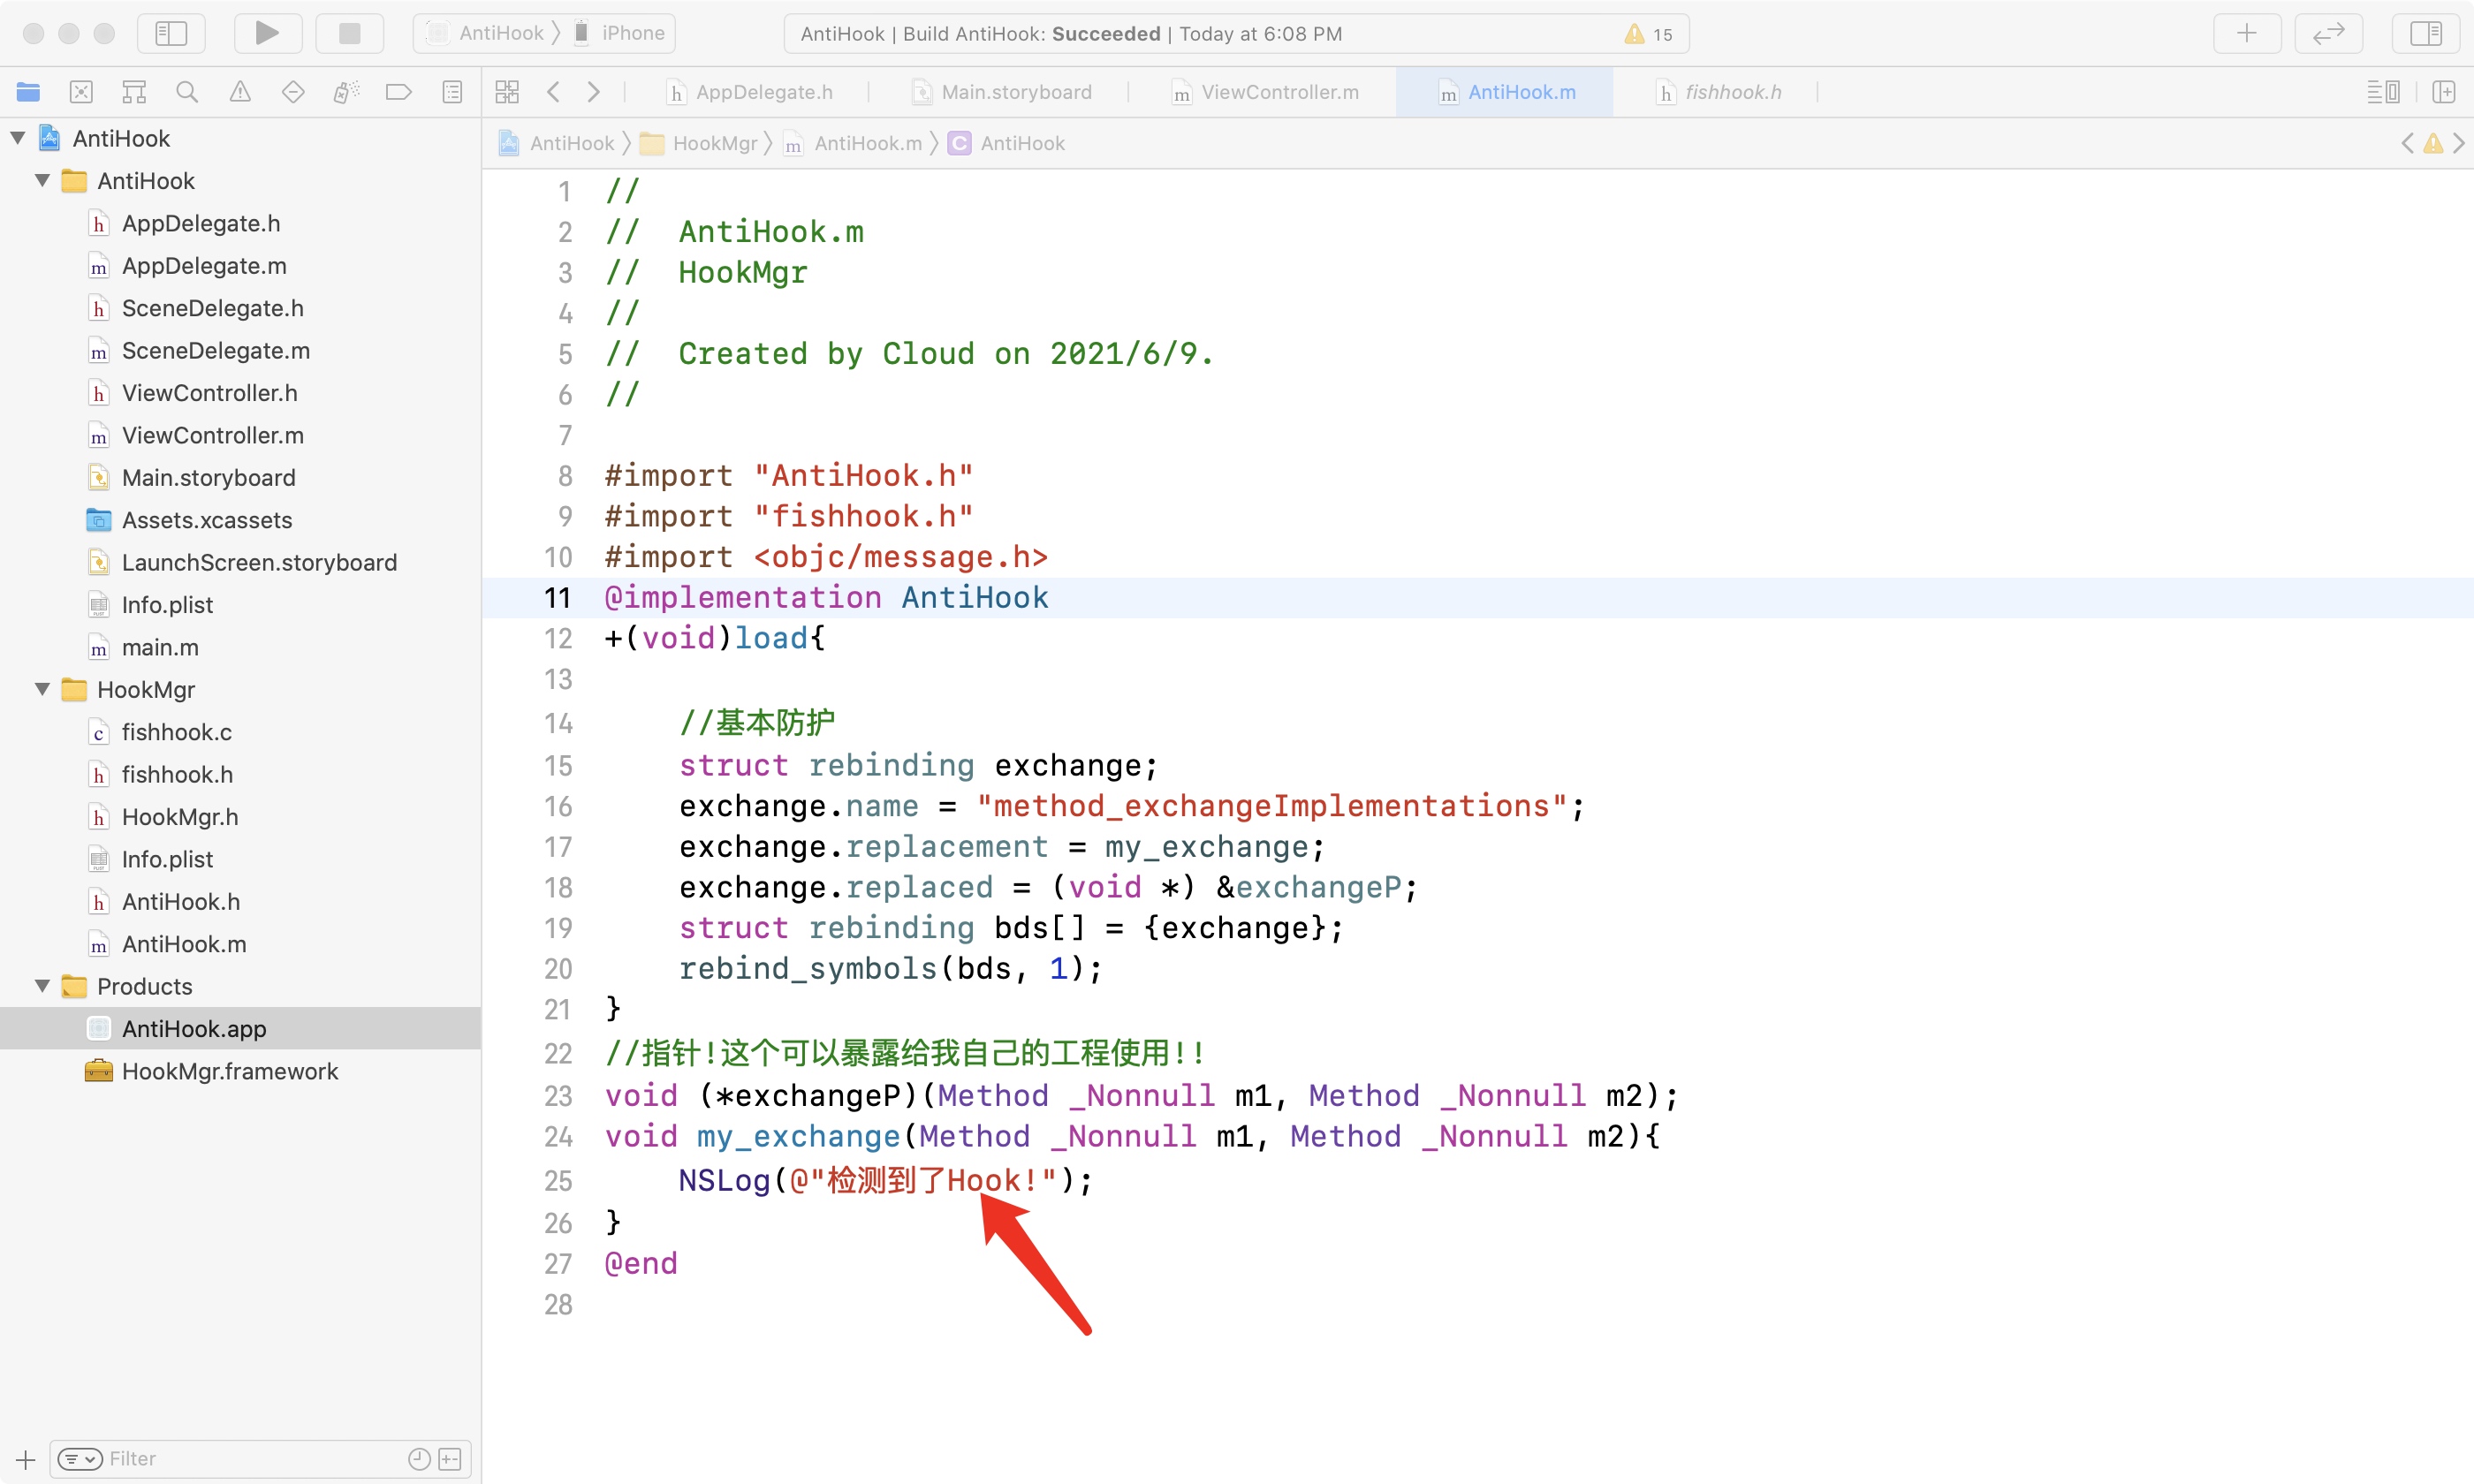 AntiHook 〉 iPhone
AntiHook | Build AntiHook: Succeeded | Today at 6:08 PM
15
AppDelegate.h
Main.storyboard
ViewController.m
AntiHook.m
fishhook.h
AntiHook 〉 HookMgr 〉 AntiHook.m 〉 C AntiHook
AntiHook
AntiHook
AppDelegate.h
AppDelegate.m
SceneDelegate.h
SceneDelegate.m
ViewController.h
ViewController.m
Main.storyboard
Assets.xcassets
LaunchScreen.storyboard
Info.plist
main.m
HookMgr
fishhook.c
fishhook.h
HookMgr.h
Info.plist
AntiHook.h
AntiHook.m
Products
AntiHook.app
HookMgr.framework
Filter
1 //
2 //  AntiHook.m
3 //  HookMgr
4 //
5 //  Created by Cloud on 2021/6/9.
6 //
7
8 #import "AntiHook.h"
9 #import "fishhook.h"
10 #import <objc/message.h>
11 @implementation AntiHook
12 +(void)load{
13
14     //基本防护
15     struct rebinding exchange;
16     exchange.name = "method_exchangeImplementations";
17     exchange.replacement = my_exchange;
18     exchange.replaced = (void *) &exchangeP;
19     struct rebinding bds[] = {exchange};
20     rebind_symbols(bds, 1);
21 }
22 //指针!这个可以暴露给我自己的工程使用!!
23 void (*exchangeP)(Method _Nonnull m1, Method _Nonnull m2);
24 void my_exchange(Method _Nonnull m1, Method _Nonnull m2){
25     NSLog(@"检测到了Hook!");
26 }
27 @end
28